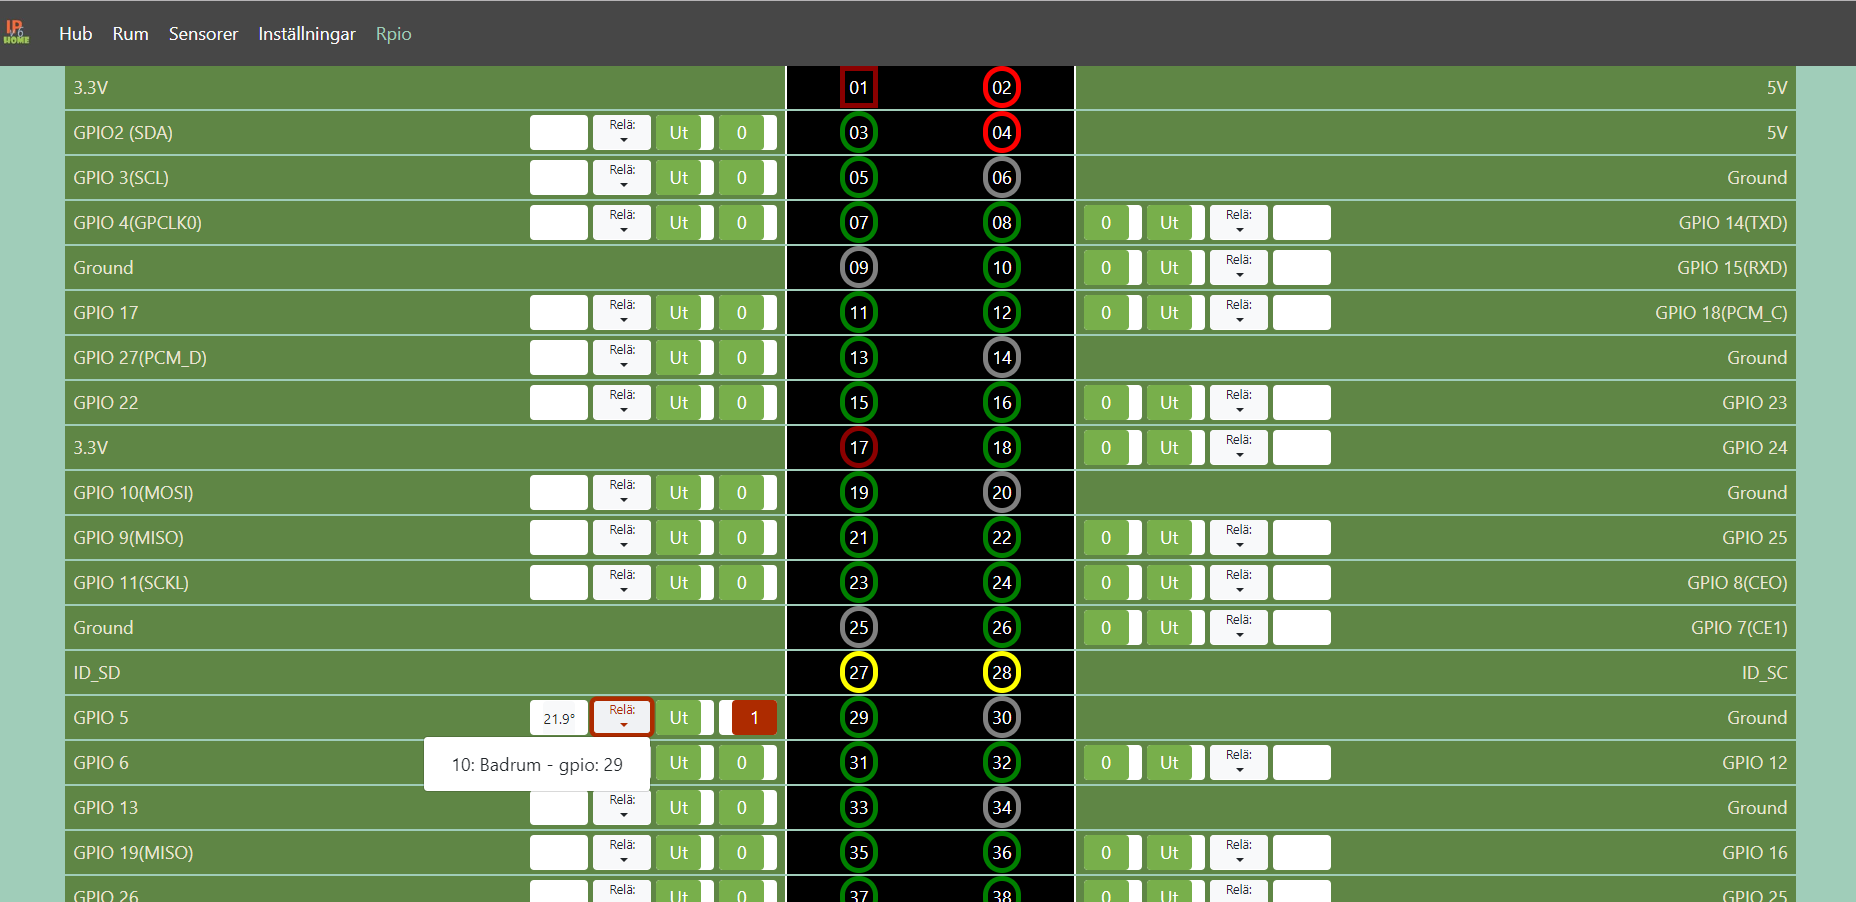 IP V6 HOME Hub Rum Sensorer Inställningar Rpio
3.3V 01 02 5V
GPIO2 (SDA) Relä: Ut 0 03 04 5V
GPIO 3(SCL) Relä: Ut 0 05 06 Ground
GPIO 4(GPCLK0) Relä: Ut 0 07 08 0 Ut Relä: GPIO 14(TXD)
Ground 09 10 0 Ut Relä: GPIO 15(RXD)
GPIO 17 Relä: Ut 0 11 12 0 Ut Relä: GPIO 18(PCM_C)
GPIO 27(PCM_D) Relä: Ut 0 13 14 Ground
GPIO 22 Relä: Ut 0 15 16 0 Ut Relä: GPIO 23
3.3V 17 18 0 Ut Relä: GPIO 24
GPIO 10(MOSI) Relä: Ut 0 19 20 Ground
GPIO 9(MISO) Relä: Ut 0 21 22 0 Ut Relä: GPIO 25
GPIO 11(SCKL) Relä: Ut 0 23 24 0 Ut Relä: GPIO 8(CEO)
Ground 25 26 0 Ut Relä: GPIO 7(CE1)
ID_SD 27 28 ID_SC
GPIO 5 21.9° Relä: Ut 1 29 30 Ground
GPIO 6 10: Badrum - gpio: 29 Ut 0 31 32 0 Ut Relä: GPIO 12
GPIO 13 Relä: Ut 0 33 34 Ground
GPIO 19(MISO) Relä: Ut 0 35 36 0 Ut Relä: GPIO 16
GPIO 26 Relä: Ut 0 37 38 0 Ut Relä: GPIO 25